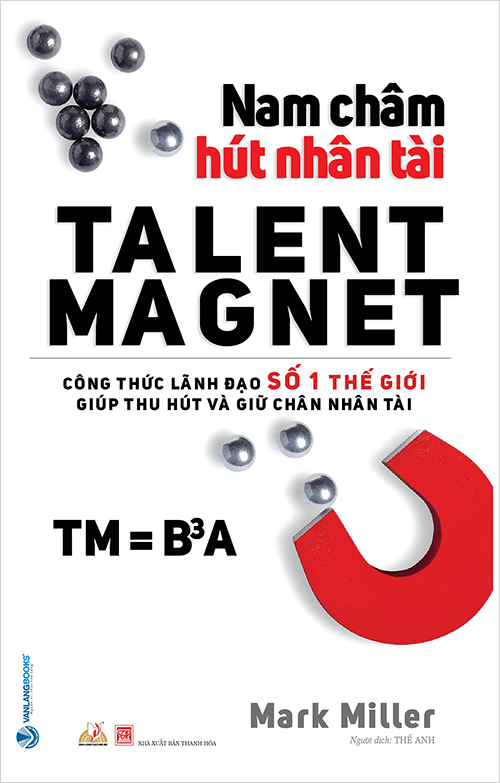 Nam châm
hút nhân tài
TALENT
MAGNET
CÔNG THỨC LÃNH ĐẠO SỐ 1 THẾ GIỚI
GIÚP THU HÚT VÀ GIỮ CHÂN NHÂN TÀI
TM = B³A
Mark Miller
Người dịch: THẾ ANH
VANLANGBOOKS
NHÀ XUẤT BẢN THANH HÓA